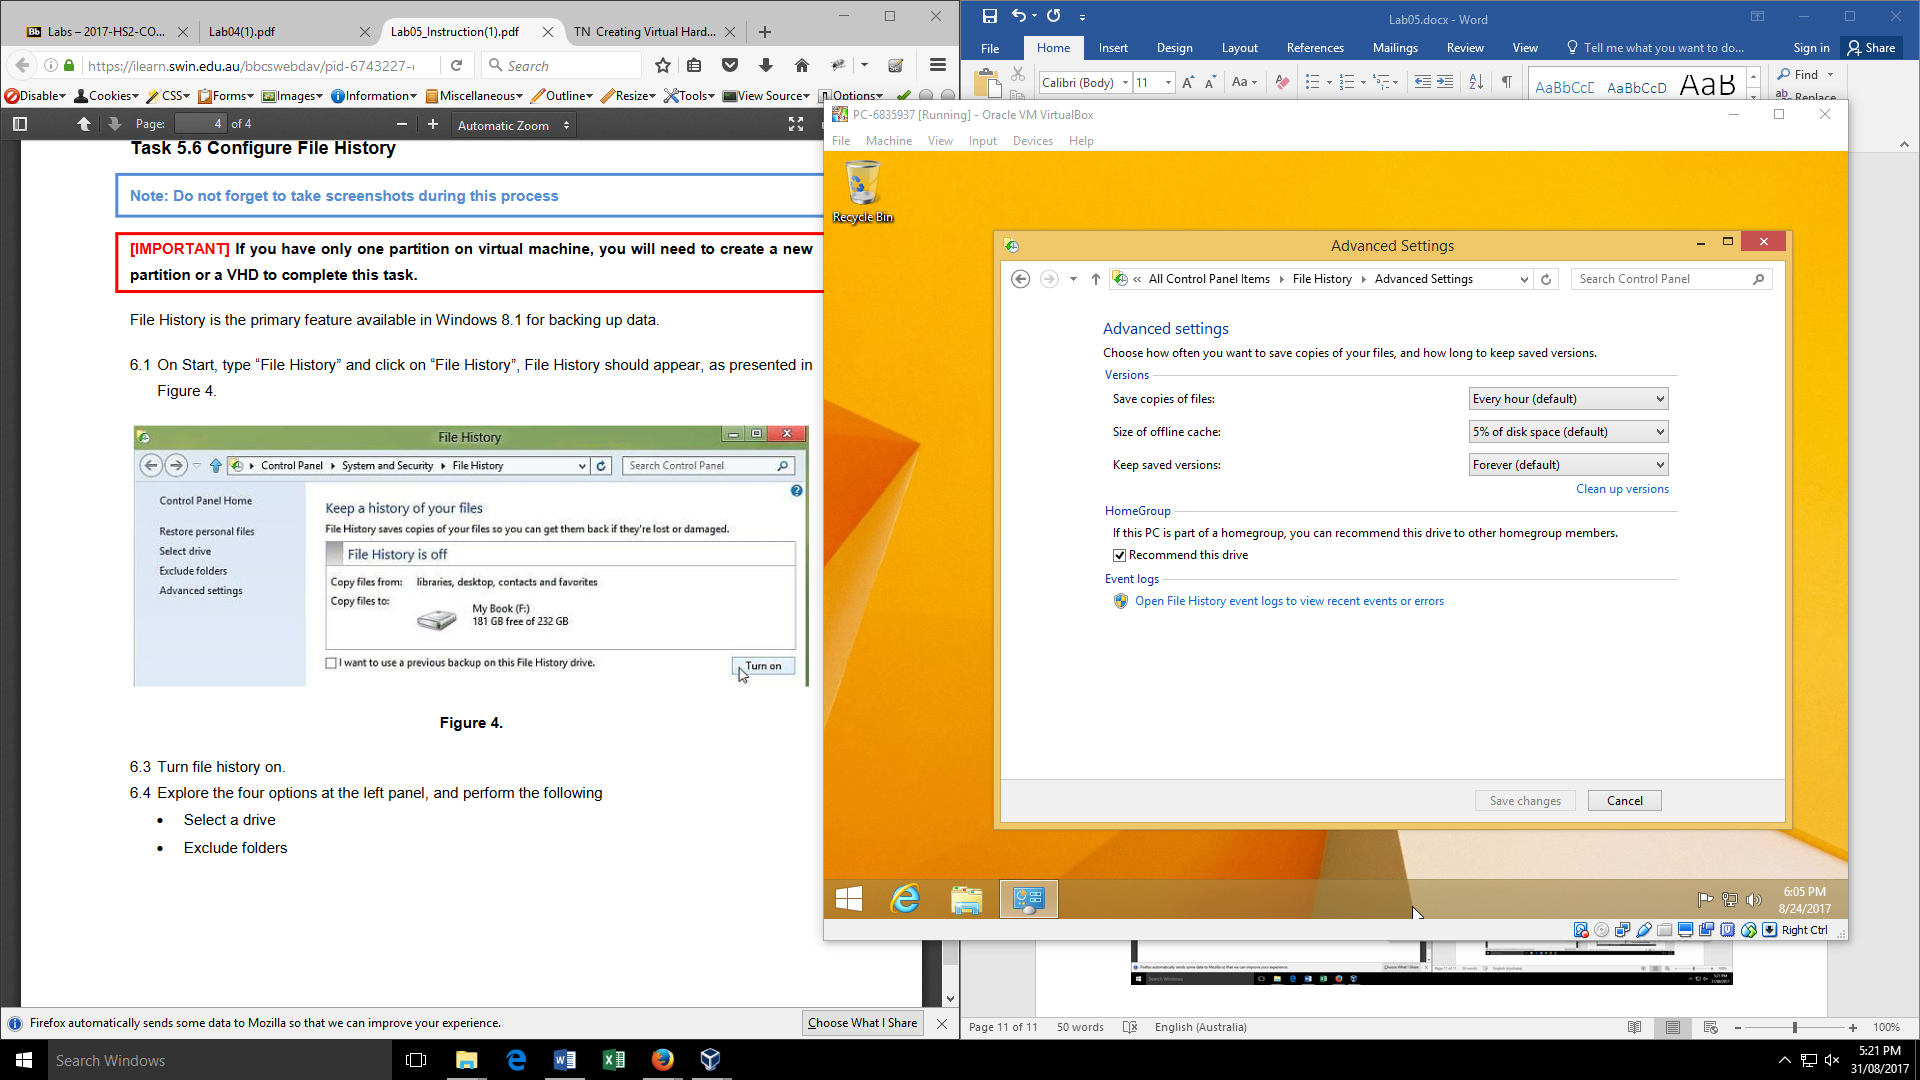 Labs – 2017-HS2-CO...
Lab04(1).pdf
Lab05_Instruction(1).pdf
TN Creating Virtual Hard...
https://ilearn.swin.edu.au/bbcswebdav/pid-6743227-
Search
Disable
Cookies
CSS
Forms
Images
Information
Miscellaneous
Outline
Resize
Tools
View Source
Options
Page: 4 of 4
Automatic Zoom
Task 5.6 Configure File History
Note: Do not forget to take screenshots during this process
[IMPORTANT] If you have only one partition on virtual machine, you will need to create a new
partition or a VHD to complete this task.
File History is the primary feature available in Windows 8.1 for backing up data.
6.1 On Start, type “File History” and click on “File History”, File History should appear, as presented in
Figure 4.
File History
Control Panel
System and Security
File History
Search Control Panel
Control Panel Home
Restore personal files
Select drive
Exclude folders
Advanced settings
Keep a history of your files
File History saves copies of your files so you can get them back if they're lost or damaged.
File History is off
Copy files from: libraries, desktop, contacts and favorites
Copy files to:
My Book (F:)
181 GB free of 232 GB
I want to use a previous backup on this File History drive.
Turn on
Figure 4.
6.3 Turn file history on.
6.4 Explore the four options at the left panel, and perform the following
• Select a drive
• Exclude folders
Firefox automatically sends some data to Mozilla so that we can improve your experience.
Choose What I Share
Lab05.docx - Word
File
Home
Insert
Design
Layout
References
Mailings
Review
View
Tell me what you want to do...
Sign in
Share
Calibri (Body)
11
Aa
AaBbCcDc
AaBbCcD
AaB
Find
Replace
PC-6835937 [Running] - Oracle VM VirtualBox
File
Machine
View
Input
Devices
Help
Recycle Bin
Advanced Settings
« All Control Panel Items
File History
Advanced Settings
Search Control Panel
Advanced settings
Choose how often you want to save copies of your files, and how long to keep saved versions.
Versions
Save copies of files:
Every hour (default)
Size of offline cache:
5% of disk space (default)
Keep saved versions:
Forever (default)
Clean up versions
HomeGroup
If this PC is part of a homegroup, you can recommend this drive to other homegroup members.
Recommend this drive
Event logs
Open File History event logs to view recent events or errors
Save changes
Cancel
6:05 PM
8/24/2017
Right Ctrl
Page 11 of 11
50 words
English (Australia)
100%
Search Windows
5:21 PM
31/08/2017